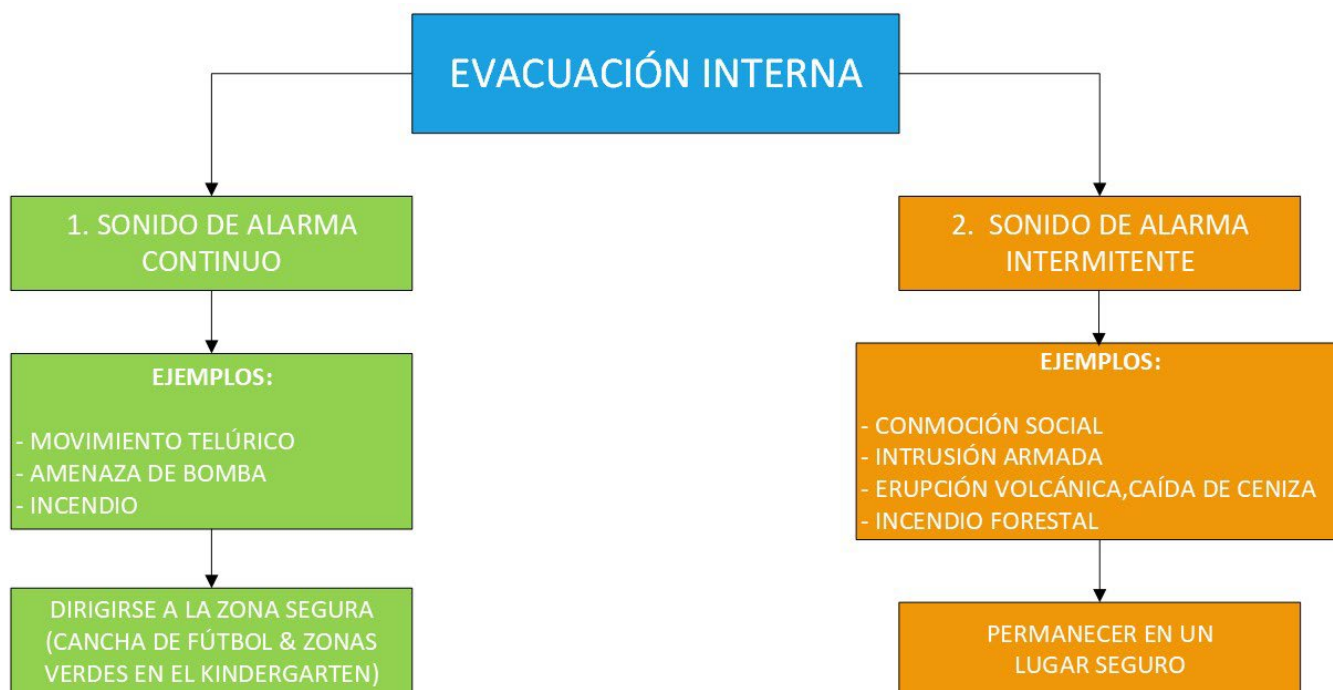 EVACUACIÓN INTERNA
1. SONIDO DE ALARMA
CONTINUO
EJEMPLOS:
- MOVIMIENTO TELÚRICO
- AMENAZA DE BOMBA
- INCENDIO
DIRIGIRSE A LA ZONA SEGURA
(CANCHA DE FÚTBOL & ZONAS
VERDES EN EL KINDERGARTEN)
2. SONIDO DE ALARMA
INTERMITENTE
EJEMPLOS:
- CONMOCIÓN SOCIAL
- INTRUSIÓN ARMADA
- ERUPCIÓN VOLCÁNICA,CAÍDA DE CENIZA
- INCENDIO FORESTAL
PERMANECER EN UN
LUGAR SEGURO